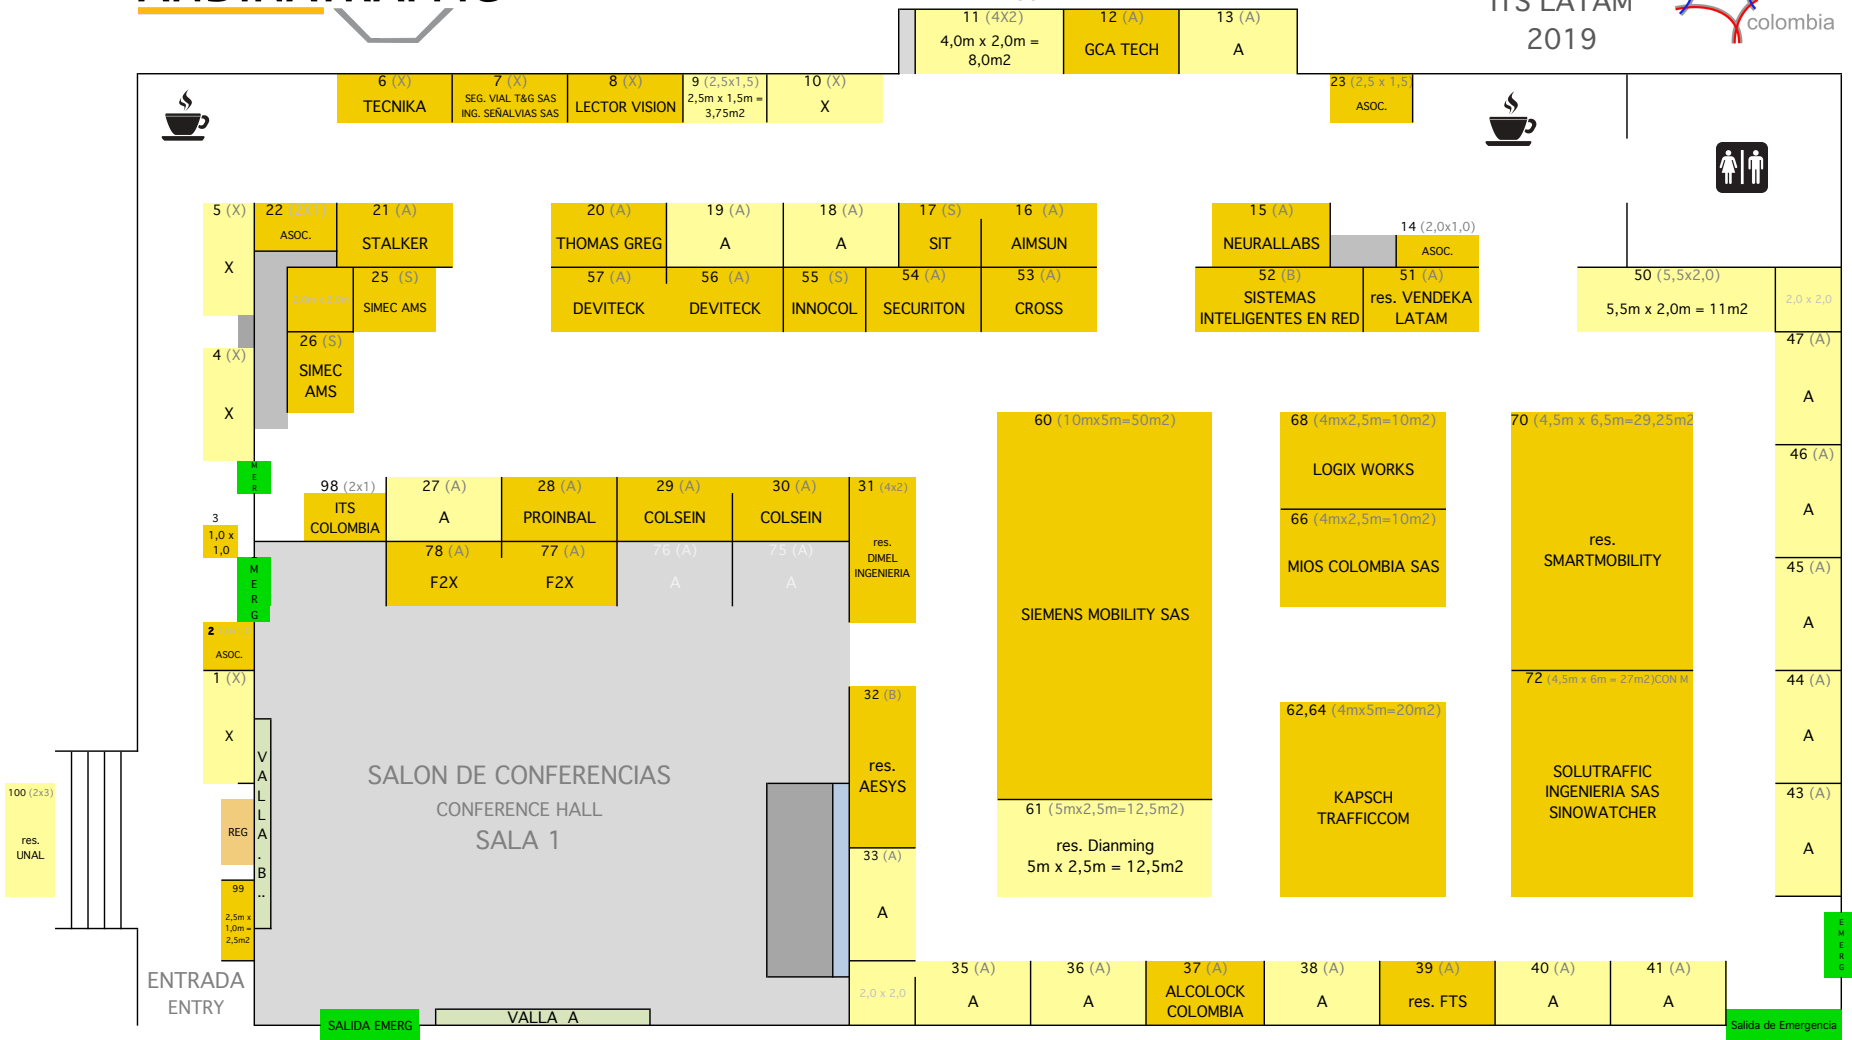 ITS LATAM
2019
colombia
11 (4X2)
4,0m x 2,0m =
8,0m2
12 (A)
GCA TECH
13 (A)
A
6 (X)
TECNIKA
7 (X)
SEG. VIAL T&G SAS
ING. SEÑALVIAS SAS
8 (X)
LECTOR VISION
9 (2,5x1,5)
2,5m x 1,5m =
3,75m2
10 (X)
X
23 (2,5 x 1,5)
ASOC.
5 (X)
X
22 (2x1)
ASOC.
21 (A)
STALKER
20 (A)
THOMAS GREG
19 (A)
A
18 (A)
A
17 (S)
SIT
16 (A)
AIMSUN
15 (A)
NEURALLABS
14 (2,0x1,0)
ASOC.
25 (S)
SIMEC AMS
57 (A)
DEVITECK
56 (A)
DEVITECK
55 (S)
INNOCOL
54 (A)
SECURITON
53 (A)
CROSS
52 (B)
SISTEMAS
INTELIGENTES EN RED
51 (A)
res. VENDEKA
LATAM
50 (5,5x2,0)
5,5m x 2,0m = 11m2
2,0 x 2,0
4 (X)
X
26 (S)
SIMEC
AMS
47 (A)
A
60 (10mx5m=50m2)
SIEMENS MOBILITY SAS
68 (4mx2,5m=10m2)
LOGIX WORKS
70 (4,5m x 6,5m=29,25m2
res.
SMARTMOBILITY
46 (A)
A
M
E
R
98 (2x1)
ITS
COLOMBIA
27 (A)
A
28 (A)
PROINBAL
29 (A)
COLSEIN
30 (A)
COLSEIN
31 (4x2)
res.
DIMEL
INGENIERIA
66 (4mx2,5m=10m2)
MIOS COLOMBIA SAS
3
1,0 x
1,0
78 (A)
F2X
77 (A)
F2X
76 (A)
A
75 (A)
A
45 (A)
A
M
E
R
G
2
ASOC.
1 (X)
X
32 (B)
res.
AESYS
62,64 (4mx5m=20m2)
KAPSCH
TRAFFICCOM
72 (4,5m x 6m = 27m2)CON M
SOLUTRAFFIC
INGENIERIA SAS
SINOWATCHER
44 (A)
A
VALLLA.B..
SALON DE CONFERENCIAS
CONFERENCE HALL
SALA 1
100 (2x3)
res.
UNAL
REG
61 (5mx2,5m=12,5m2)
res. Dianming
5m x 2,5m = 12,5m2
43 (A)
A
99
2,5m x
1,0m =
2,5m2
33 (A)
A
E
M
E
R
G
ENTRADA
ENTRY
2,0 x 2,0
35 (A)
A
36 (A)
A
37 (A)
ALCOLOCK
COLOMBIA
38 (A)
A
39 (A)
res. FTS
40 (A)
A
41 (A)
A
SALIDA EMERG
VALLA A
Salida de Emergencia